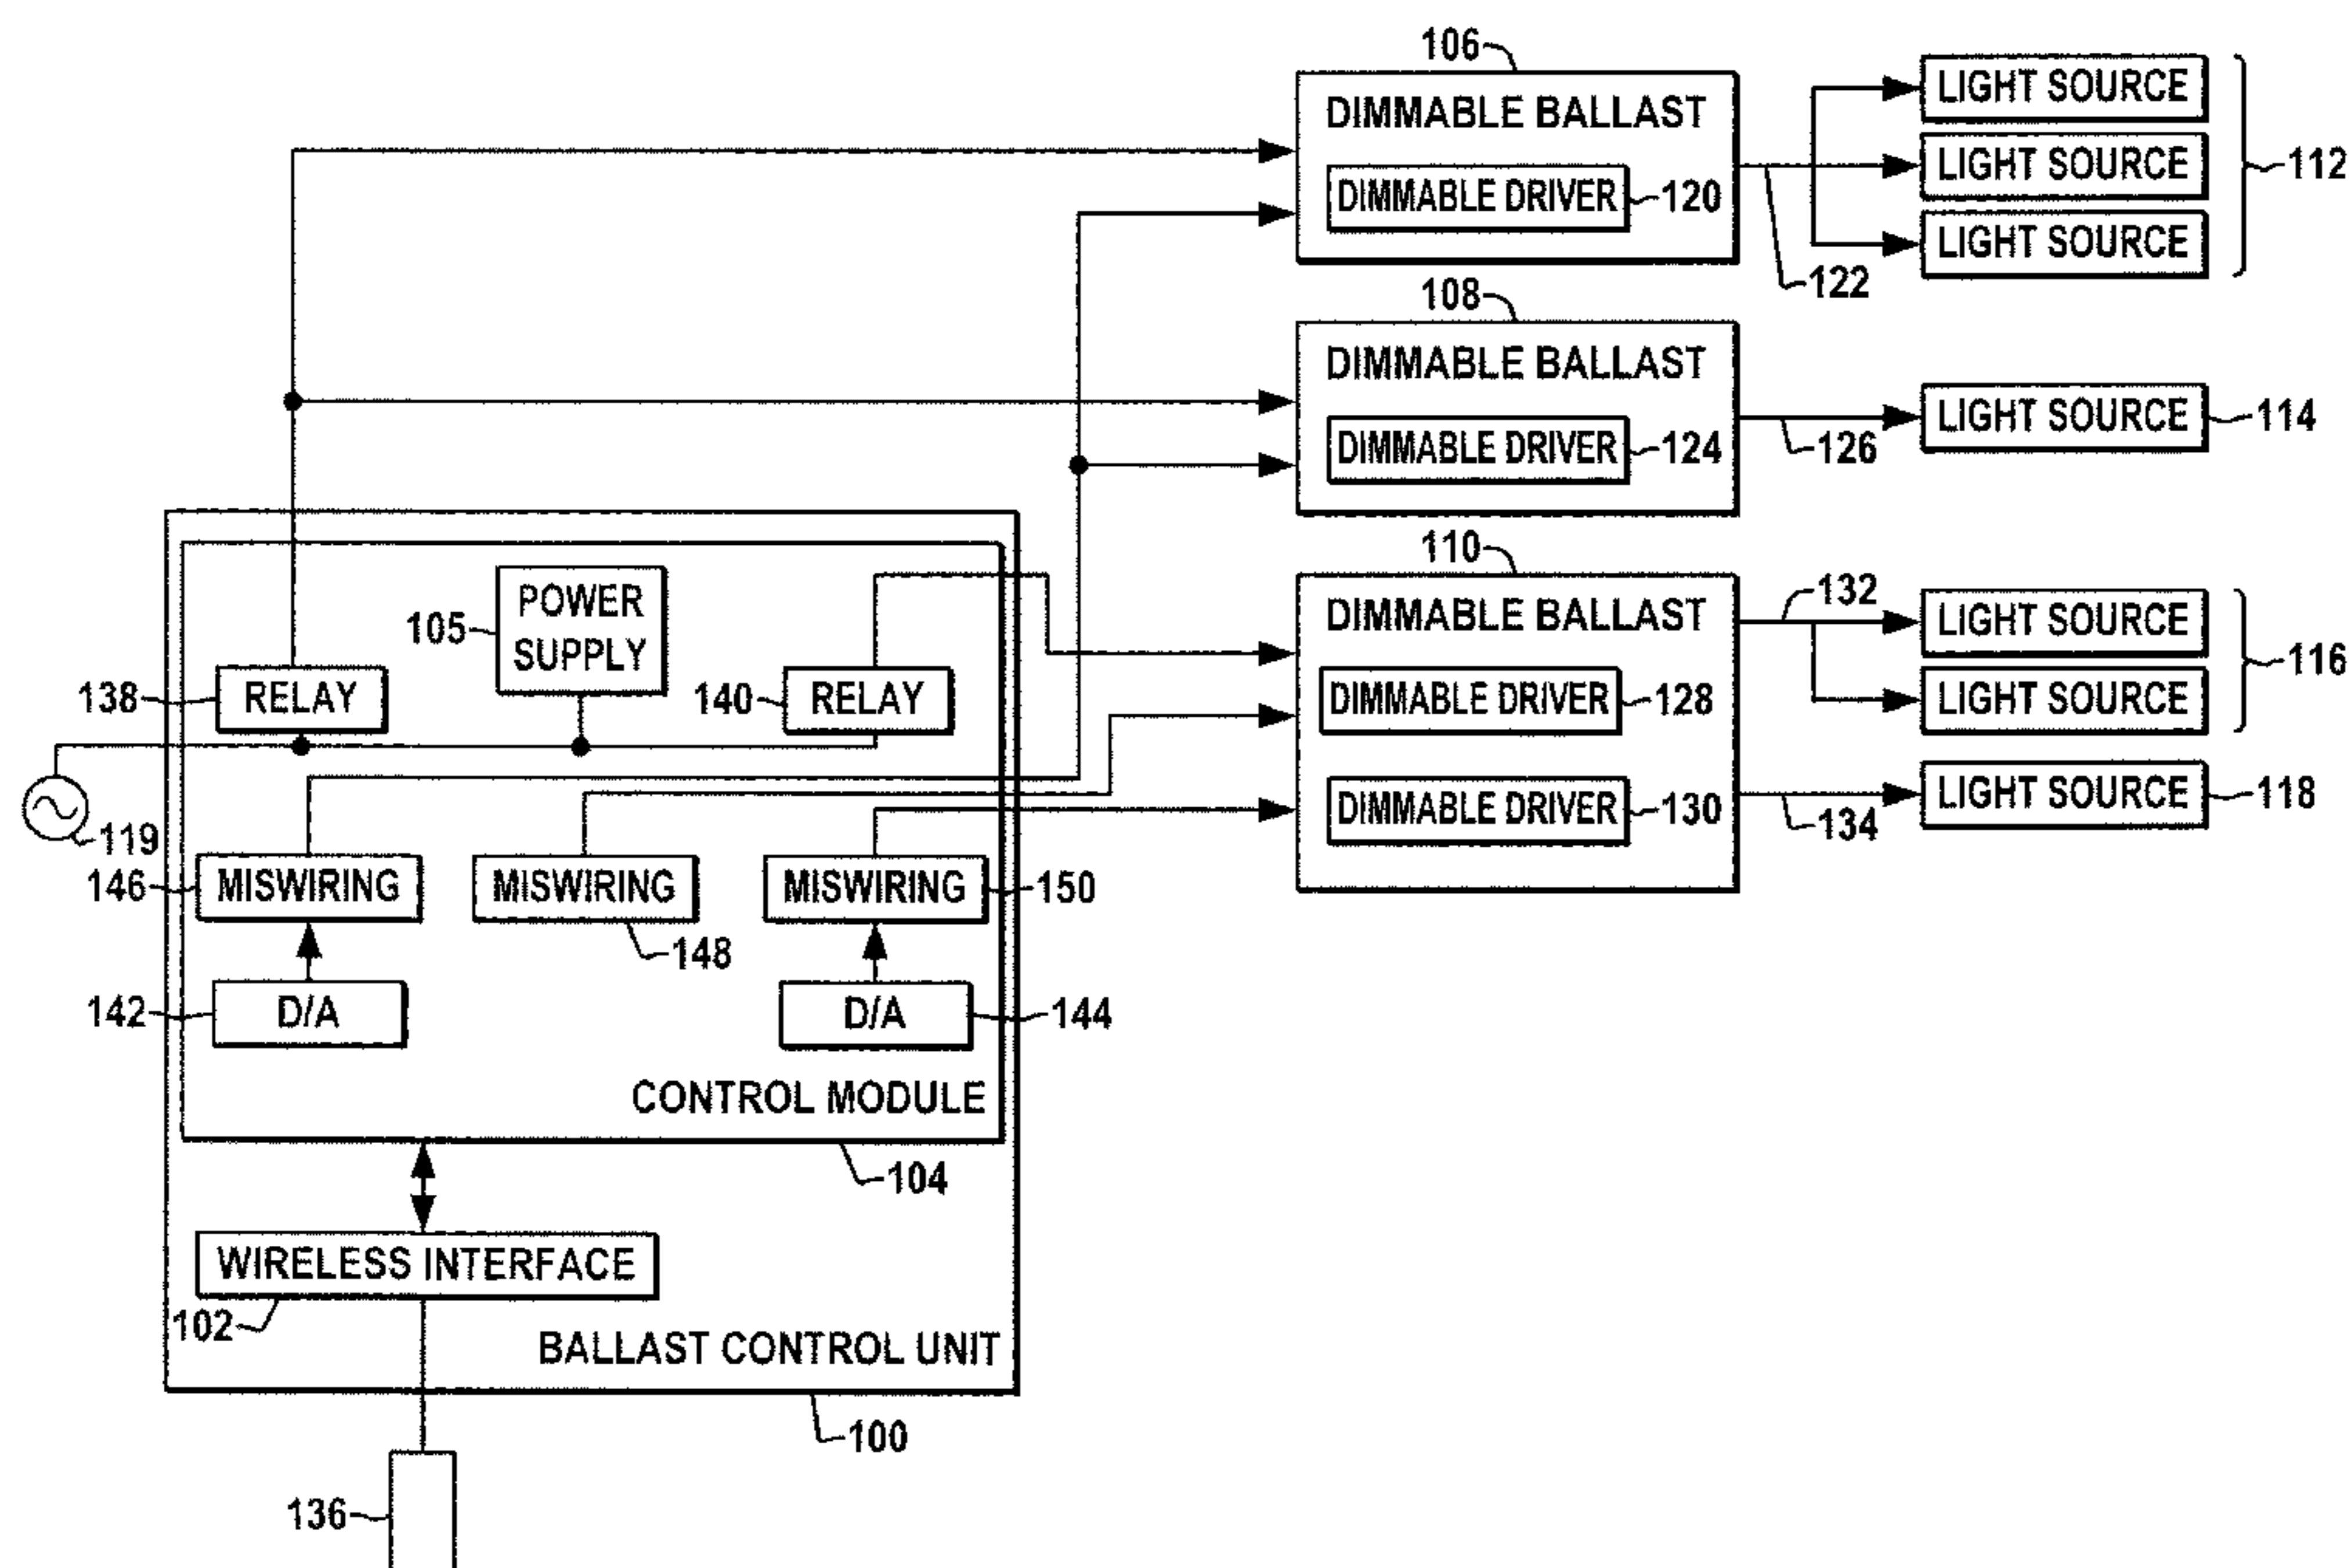 106
DIMMABLE BALLAST
DIMMABLE DRIVER
120
122
LIGHT SOURCE
LIGHT SOURCE
LIGHT SOURCE
112
108
DIMMABLE BALLAST
DIMMABLE DRIVER
124
126
LIGHT SOURCE
114
110
DIMMABLE BALLAST
DIMMABLE DRIVER
128
DIMMABLE DRIVER
130
132
LIGHT SOURCE
LIGHT SOURCE
116
134
LIGHT SOURCE
118
105
POWER
SUPPLY
138
RELAY
140
RELAY
119
146
MISWIRING
MISWIRING
148
MISWIRING
150
142
D/A
D/A
144
CONTROL MODULE
104
WIRELESS INTERFACE
102
BALLAST CONTROL UNIT
100
136